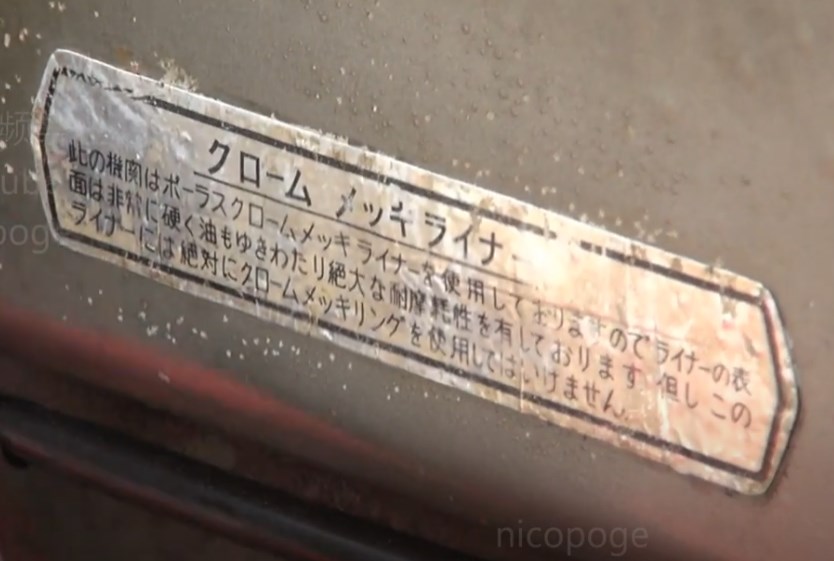 クローム メッキ ライナー
此の機関はポーラスクロームメッキライナーを使用しておりますのでライナーの表
面は非常に硬く油もゆきわたり絶大な耐摩耗性を有しております 但し この
ライナーには絶対にクロームメッキリングを使用してはいけません。
nicopoge